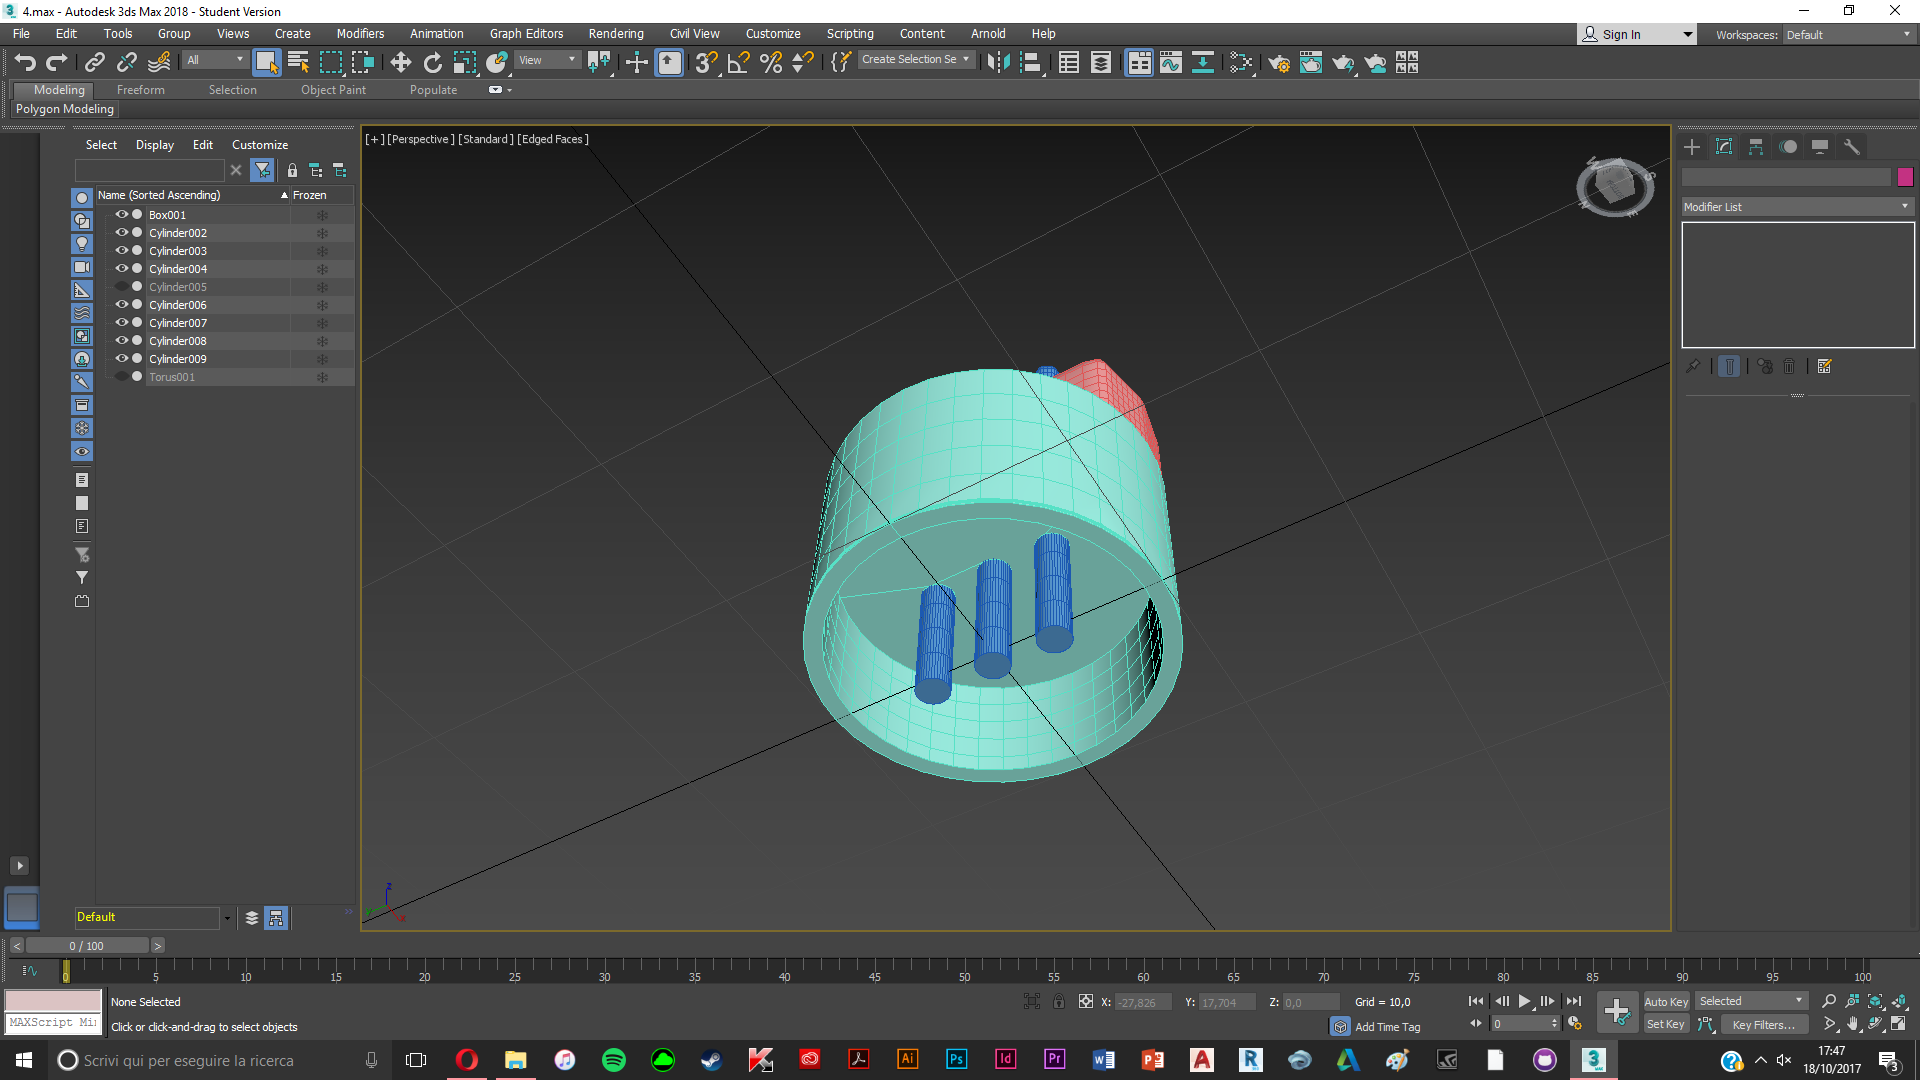 4.max - Autodesk 3ds Max 2018 - Student Version
File Edit Tools Group Views Create Modifiers Animation Graph Editors Rendering Civil View Customize Scripting Content Arnold Help
Sign In
Workspaces: Default
All
View
Create Selection Se
Modeling Freeform Selection Object Paint Populate
Polygon Modeling
Select Display Edit Customize
[+] [Perspective] [Standard] [Edged Faces]
Name (Sorted Ascending) Frozen
Box001
Cylinder002
Cylinder003
Cylinder004
Cylinder005
Cylinder006
Cylinder007
Cylinder008
Cylinder009
Torus001
Modifier List
Default
< 0 / 100 >
0 5 10 15 20 25 30 35 40 45 50 55 60 65 70 75 80 85 90 95 100
None Selected
X: -27,826 Y: 17,704 Z: 0,0 Grid = 10,0
Auto Key Selected
MAXScript Mi
Click or click-and-drag to select objects
Add Time Tag
0
Set Key Key Filters...
Scrivi qui per eseguire la ricerca
17:47
18/10/2017
3